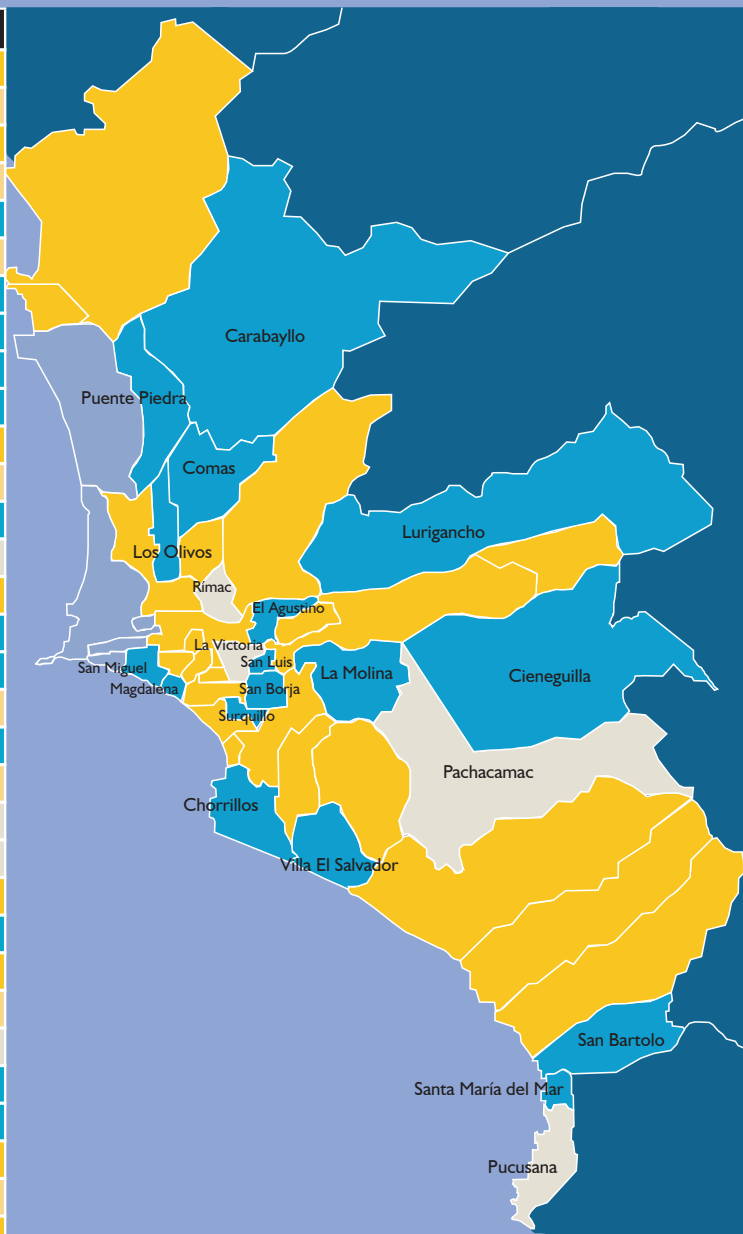 Carabayllo
Puente Piedra
Comas
Lurigancho
Los Olivos
Rímac
El Agustino
La Victoria
San Luis
San Miguel
La Molina
Cieneguilla
Magdalena
San Borja
Surquillo
Pachacamac
Chorrillos
Villa El Salvador
San Bartolo
Santa María del Mar
Pucusana